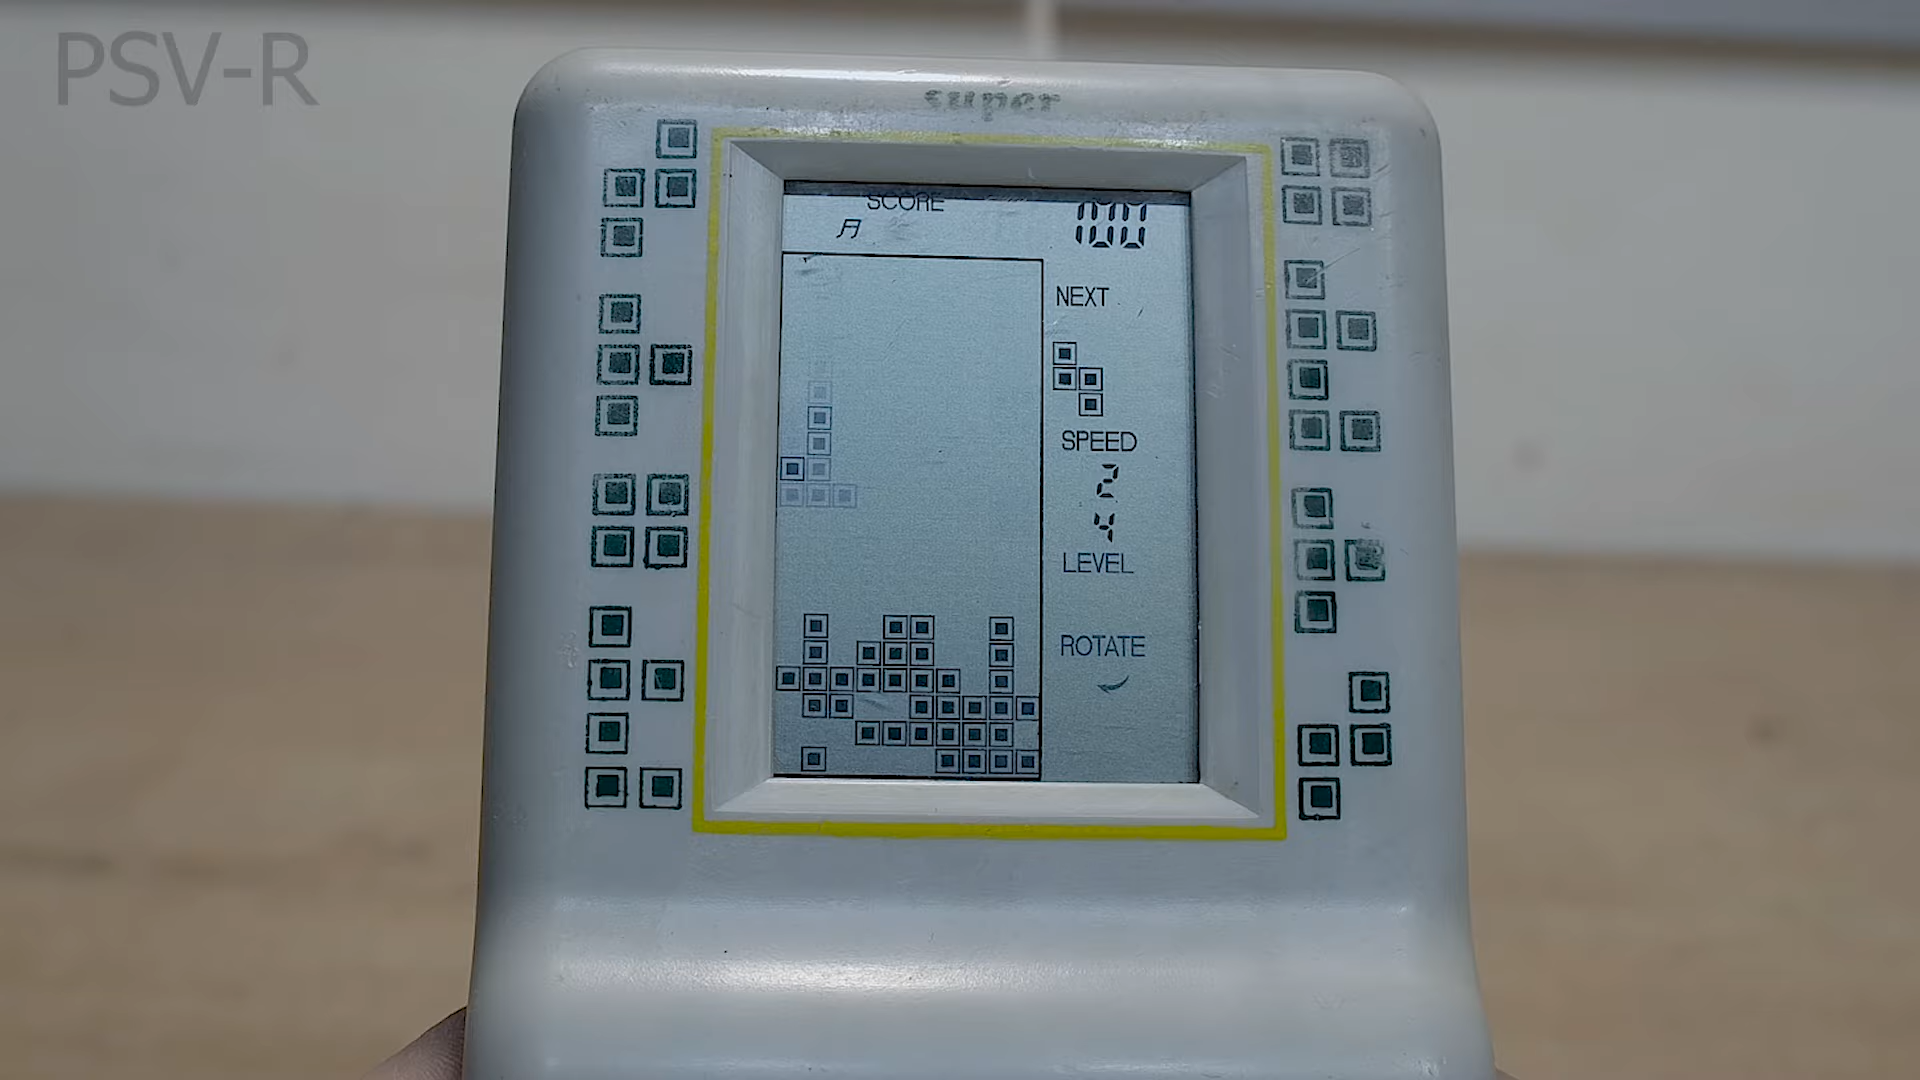 PSV-R
super
SCORE
100
NEXT
SPEED
2
4
LEVEL
ROTATE